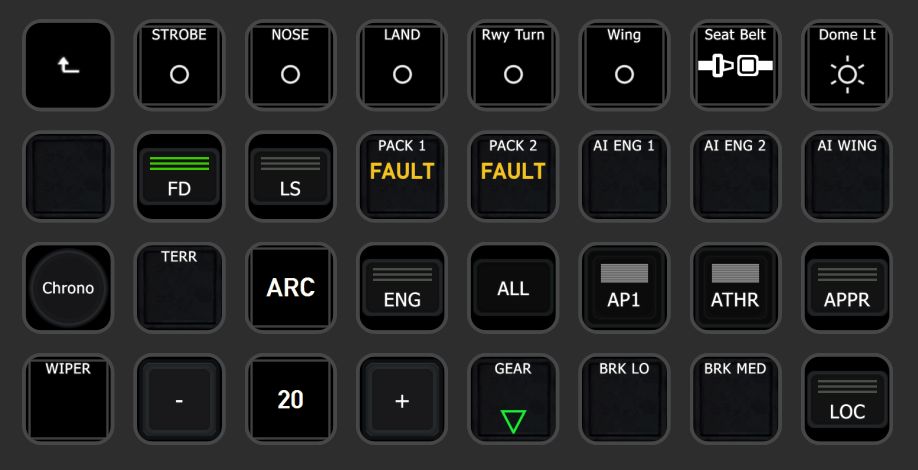 STROBE
NOSE
LAND
Rwy Turn
Wing
Seat Belt
Dome Lt
FD
LS
PACK 1
FAULT
PACK 2
FAULT
AI ENG 1
AI ENG 2
AI WING
Chrono
TERR
ARC
ENG
ALL
AP1
ATHR
APPR
WIPER
-
20
+
GEAR
BRK LO
BRK MED
LOC